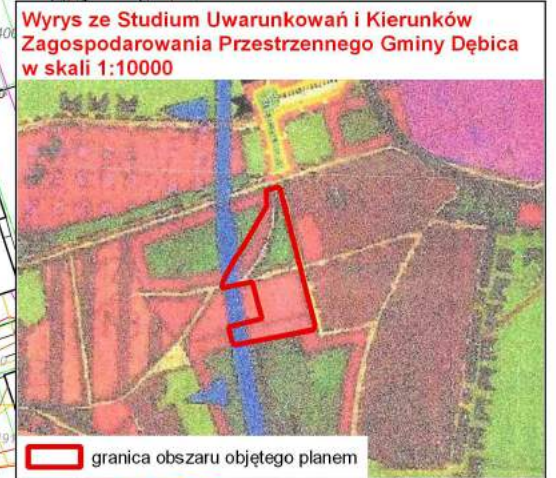 Wyrys ze Studium Uwarunkowań i Kierunków
Zagospodarowania Przestrzennego Gminy Dębica
w skali 1:10000
granica obszaru objętego planem